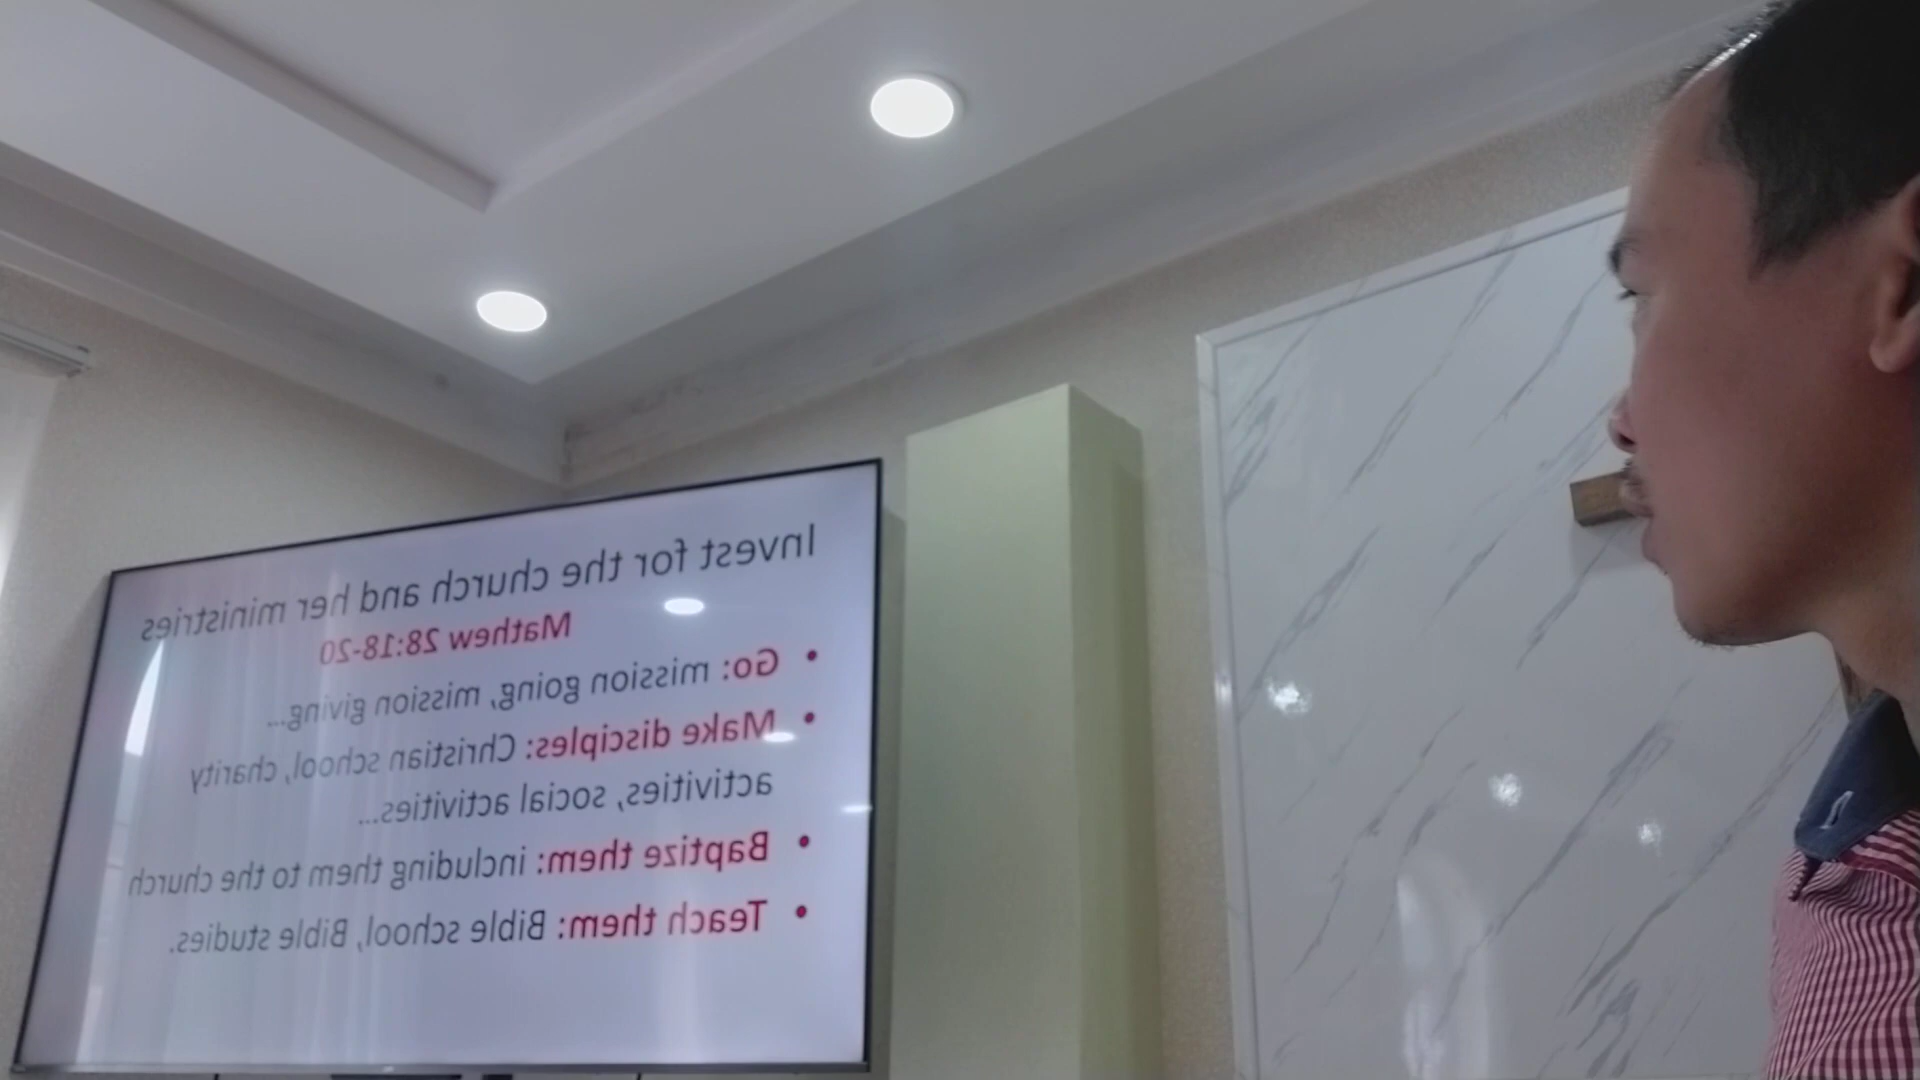 Invest for the church and her ministries
Mathew 28:18-20
• Go: mission going, mission giving...
• Make disciples: Christian school, charity
activities, social activities...
• Baptize them: including them to the church
• Teach them: Bible school, Bible studies.